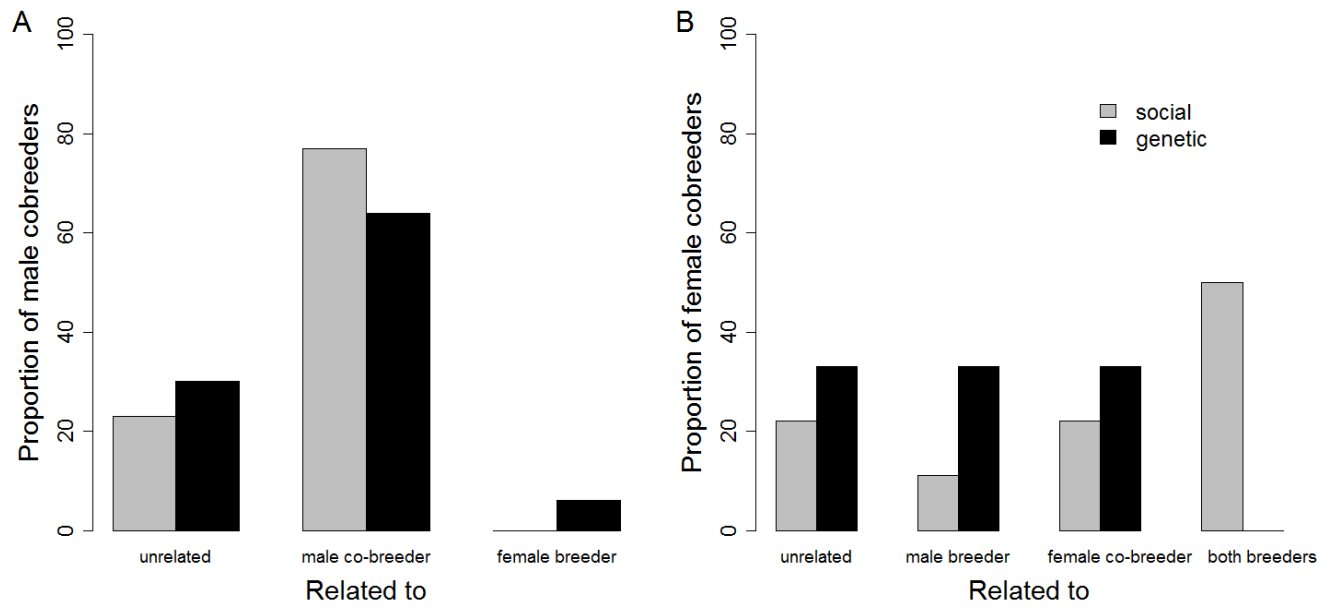 A
Proportion of male cobreeders
100
80
60
40
20
0
unrelated
male co-breeder
female breeder
Related to
B
Proportion of female cobreeders
100
80
60
40
20
0
social
genetic
unrelated
male breeder
female co-breeder
both breeders
Related to